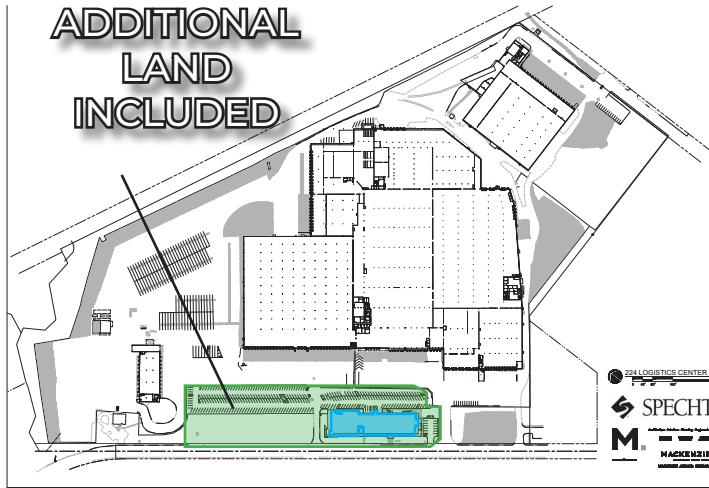 ADDITIONAL
LAND
INCLUDED
224 LOGISTICS CENTER
SPECHT
M.
MACKENZIE